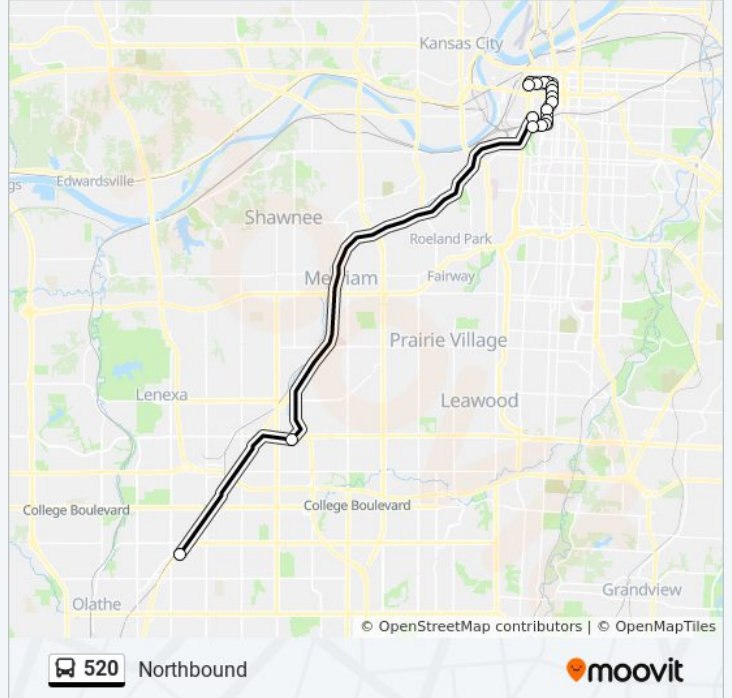 Kansas City
gs
Edwardsville
Shawnee
Roeland Park
Merriam
Fairway
Prairie Village
Lenexa
Leawood
College Boulevard
College Boulevard
Grandview
Olathe
© OpenStreetMap contributors | © OpenMapTiles
520 Northbound
moovit